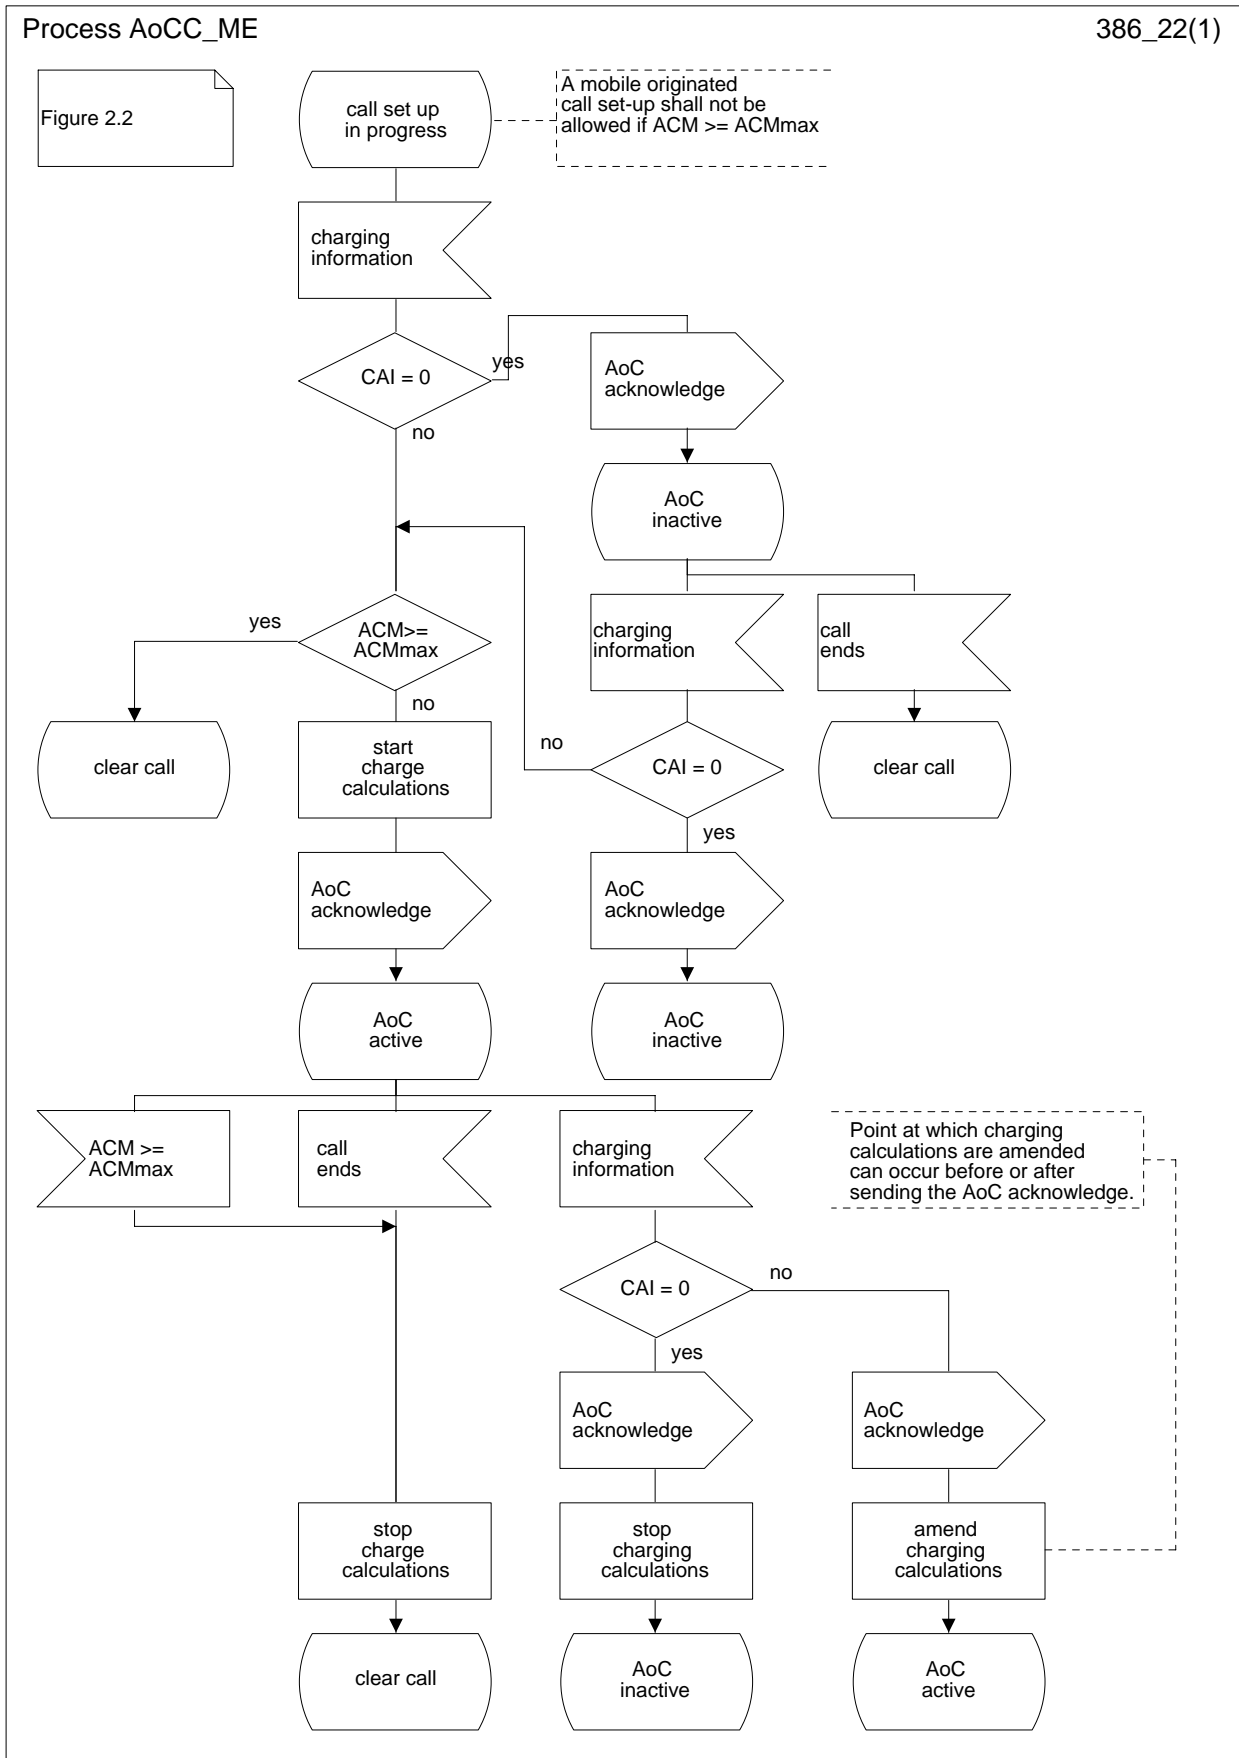 Process AoCC_ME
386_22(1)
Figure 2.2
call set up
in progress
A mobile originated
call set-up shall not be
allowed if ACM >= ACMmax
charging
information
CAI = 0
yes
no
AoC
acknowledge
AoC
inactive
ACM>=
ACMmax
yes
no
charging
information
call
ends
clear call
start
charge
calculations
no
CAI = 0
yes
clear call
AoC
acknowledge
AoC
acknowledge
AoC
active
AoC
inactive
ACM >=
ACMmax
call
ends
charging
information
Point at which charging
calculations are amended
can occur before or after
sending the AoC acknowledge.
CAI = 0
no
yes
AoC
acknowledge
AoC
acknowledge
stop
charge
calculations
stop
charging
calculations
amend
charging
calculations
clear call
AoC
inactive
AoC
active